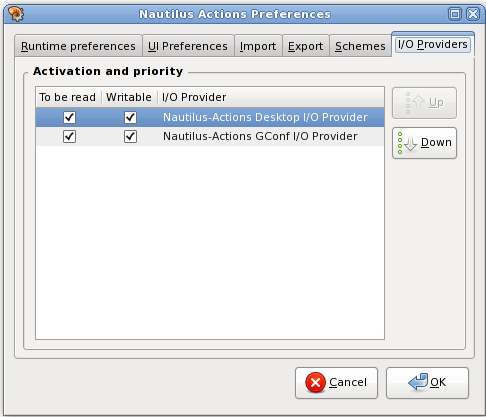 Nautilus Actions Preferences
Runtime preferences UI Preferences Import Export Schemes I/O Providers
Activation and priority
To be read Writable I/O Provider
Nautilus-Actions Desktop I/O Provider
Nautilus-Actions GConf I/O Provider
Up
Down
Cancel OK